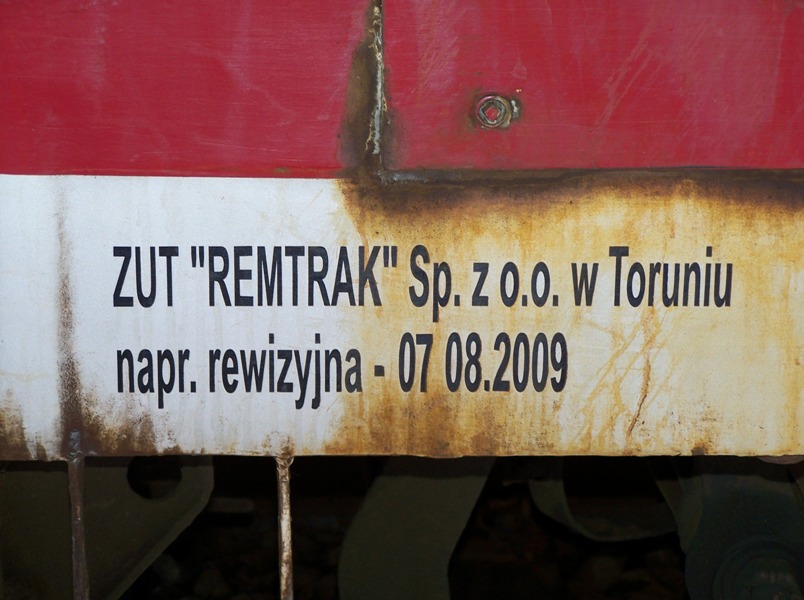 ZUT "REMTRAK" Sp. z o.o. w Toruniu
napr. rewizyjna - 07 08.2009